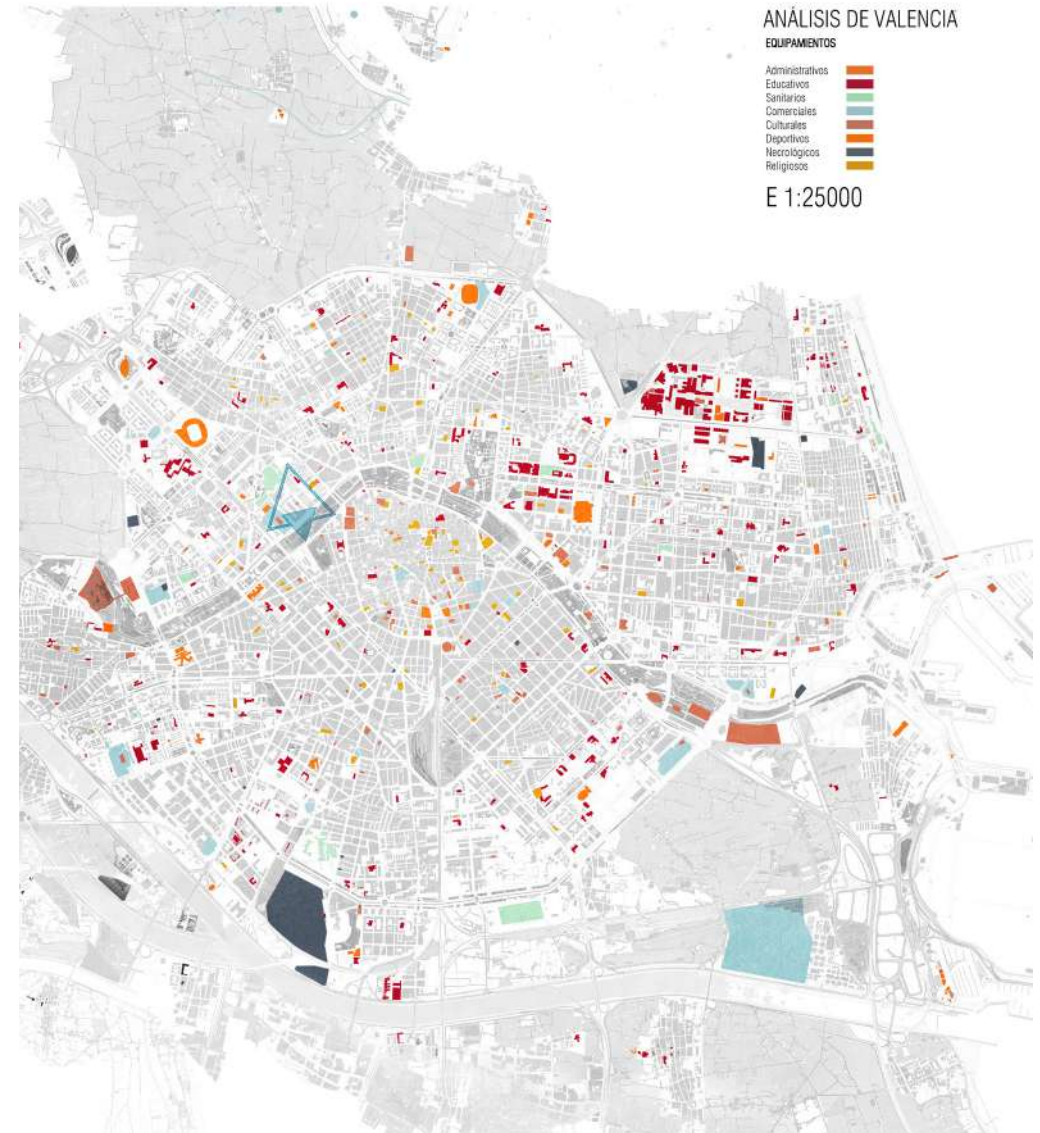 ANÁLISIS DE VALENCIA
EQUIPAMIENTOS
Administrativos
Educativos
Sanitarios
Comerciales
Culturales
Deportivos
Necrológicos
Religiosos
E 1:25000